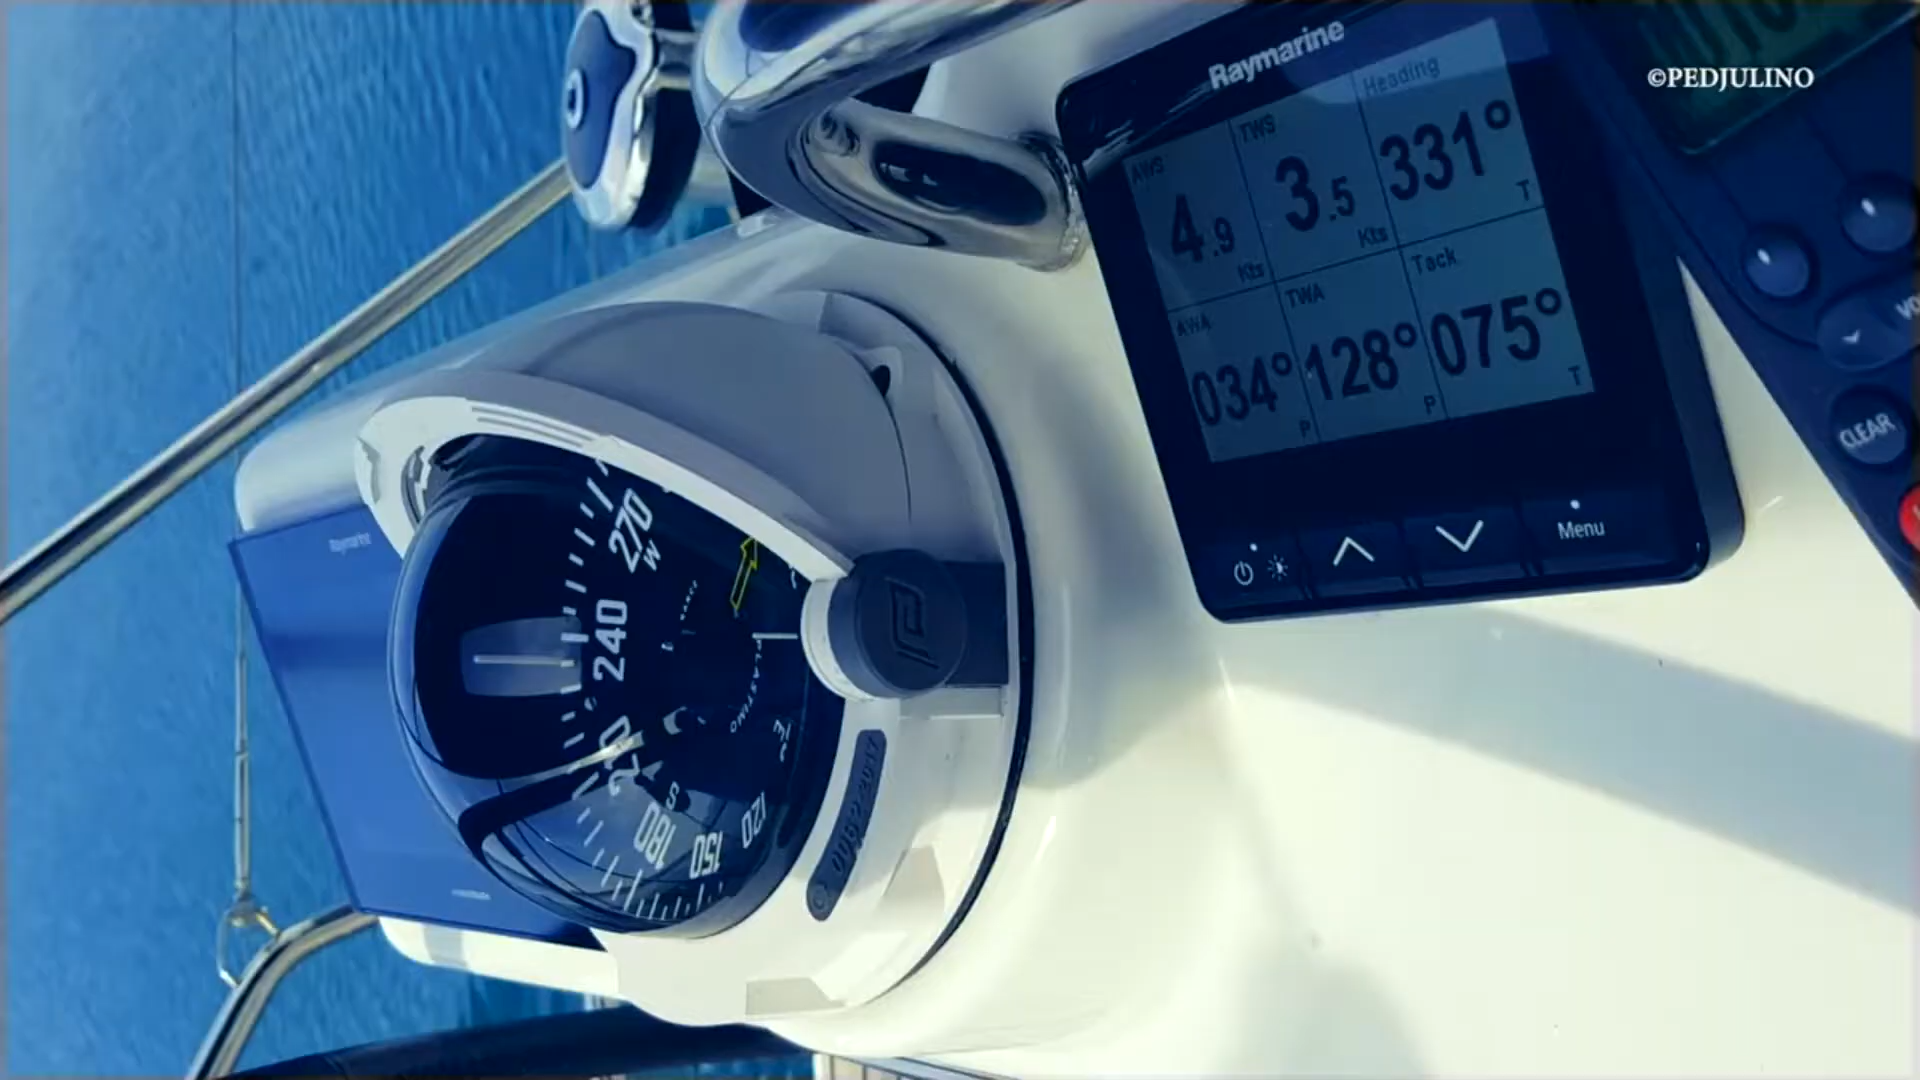 ©PEDJULINO
Raymarine
AWS
4.9
Kts
TWS
3.5
Kts
Heading
331°
T
AWA
034°
P
TWA
128°
P
Tack
075°
T
Menu
CLEAR
Raymarine
270
W
240
210
S
180
150
120
E
PLASTIMO